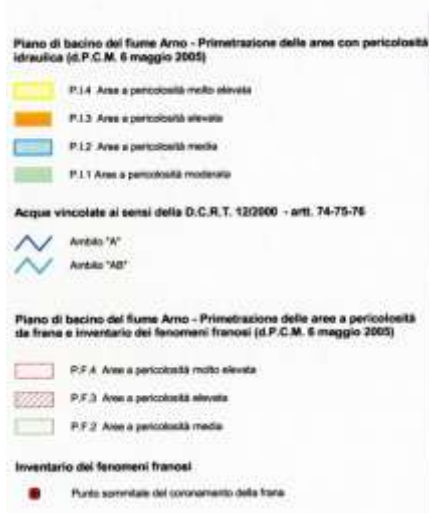 Piano di bacino del fiume Arno - Primetrazione delle aree con pericolosità
idraulica (d.P.C.M. 6 maggio 2005)
P.I.4 Aree a pericolosità molto elevata
P.I.3 Aree a pericolosità elevata
P.I.2 Aree a pericolosità media
P.I.1 Aree a pericolosità moderata
Acque vincolate ai sensi della D.C.R.T. 12/2000 - artt. 74-75-76
Ambito "A"
Ambito "AB"
Piano di bacino del fiume Arno - Primetrazione delle aree a pericolosità
da frana e inventario dei fenomeni franosi (d.P.C.M. 6 maggio 2005)
P.F.4 Aree a pericolosità molto elevata
P.F.3 Aree a pericolosità elevata
P.F.2 Aree a pericolosità media
Inventario dei fenomeni franosi
Punto sommitale del coronamento della frana